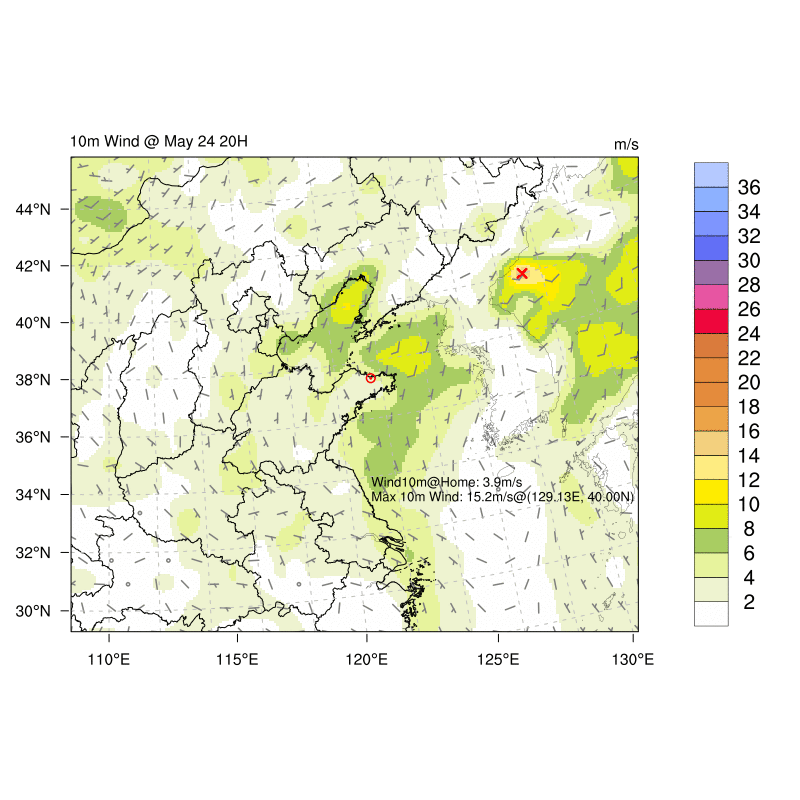 10m Wind @ May 24 20H
m/s
44°N
42°N
40°N
38°N
36°N
34°N
32°N
30°N
110°E
115°E
120°E
125°E
130°E
Wind10m@Home: 3.9m/s
Max 10m Wind: 15.2m/s@(129.13E, 40.00N)
36
34
32
30
28
26
24
22
20
18
16
14
12
10
8
6
4
2